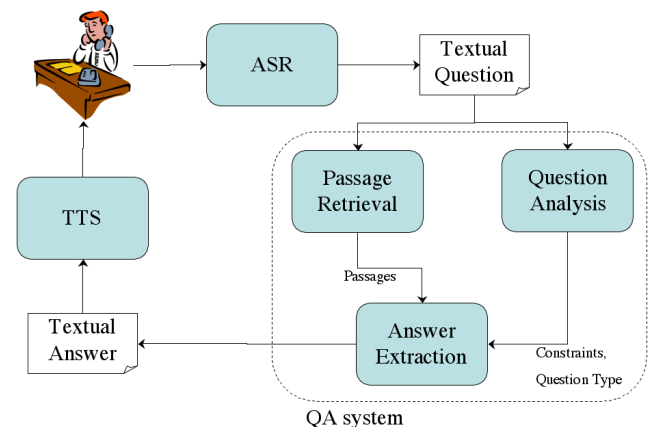 ASR
Textual
Question
Passage
Retrieval
Question
Analysis
TTS
Passages
Textual
Answer
Answer
Extraction
Constraints,
Question Type
QA system